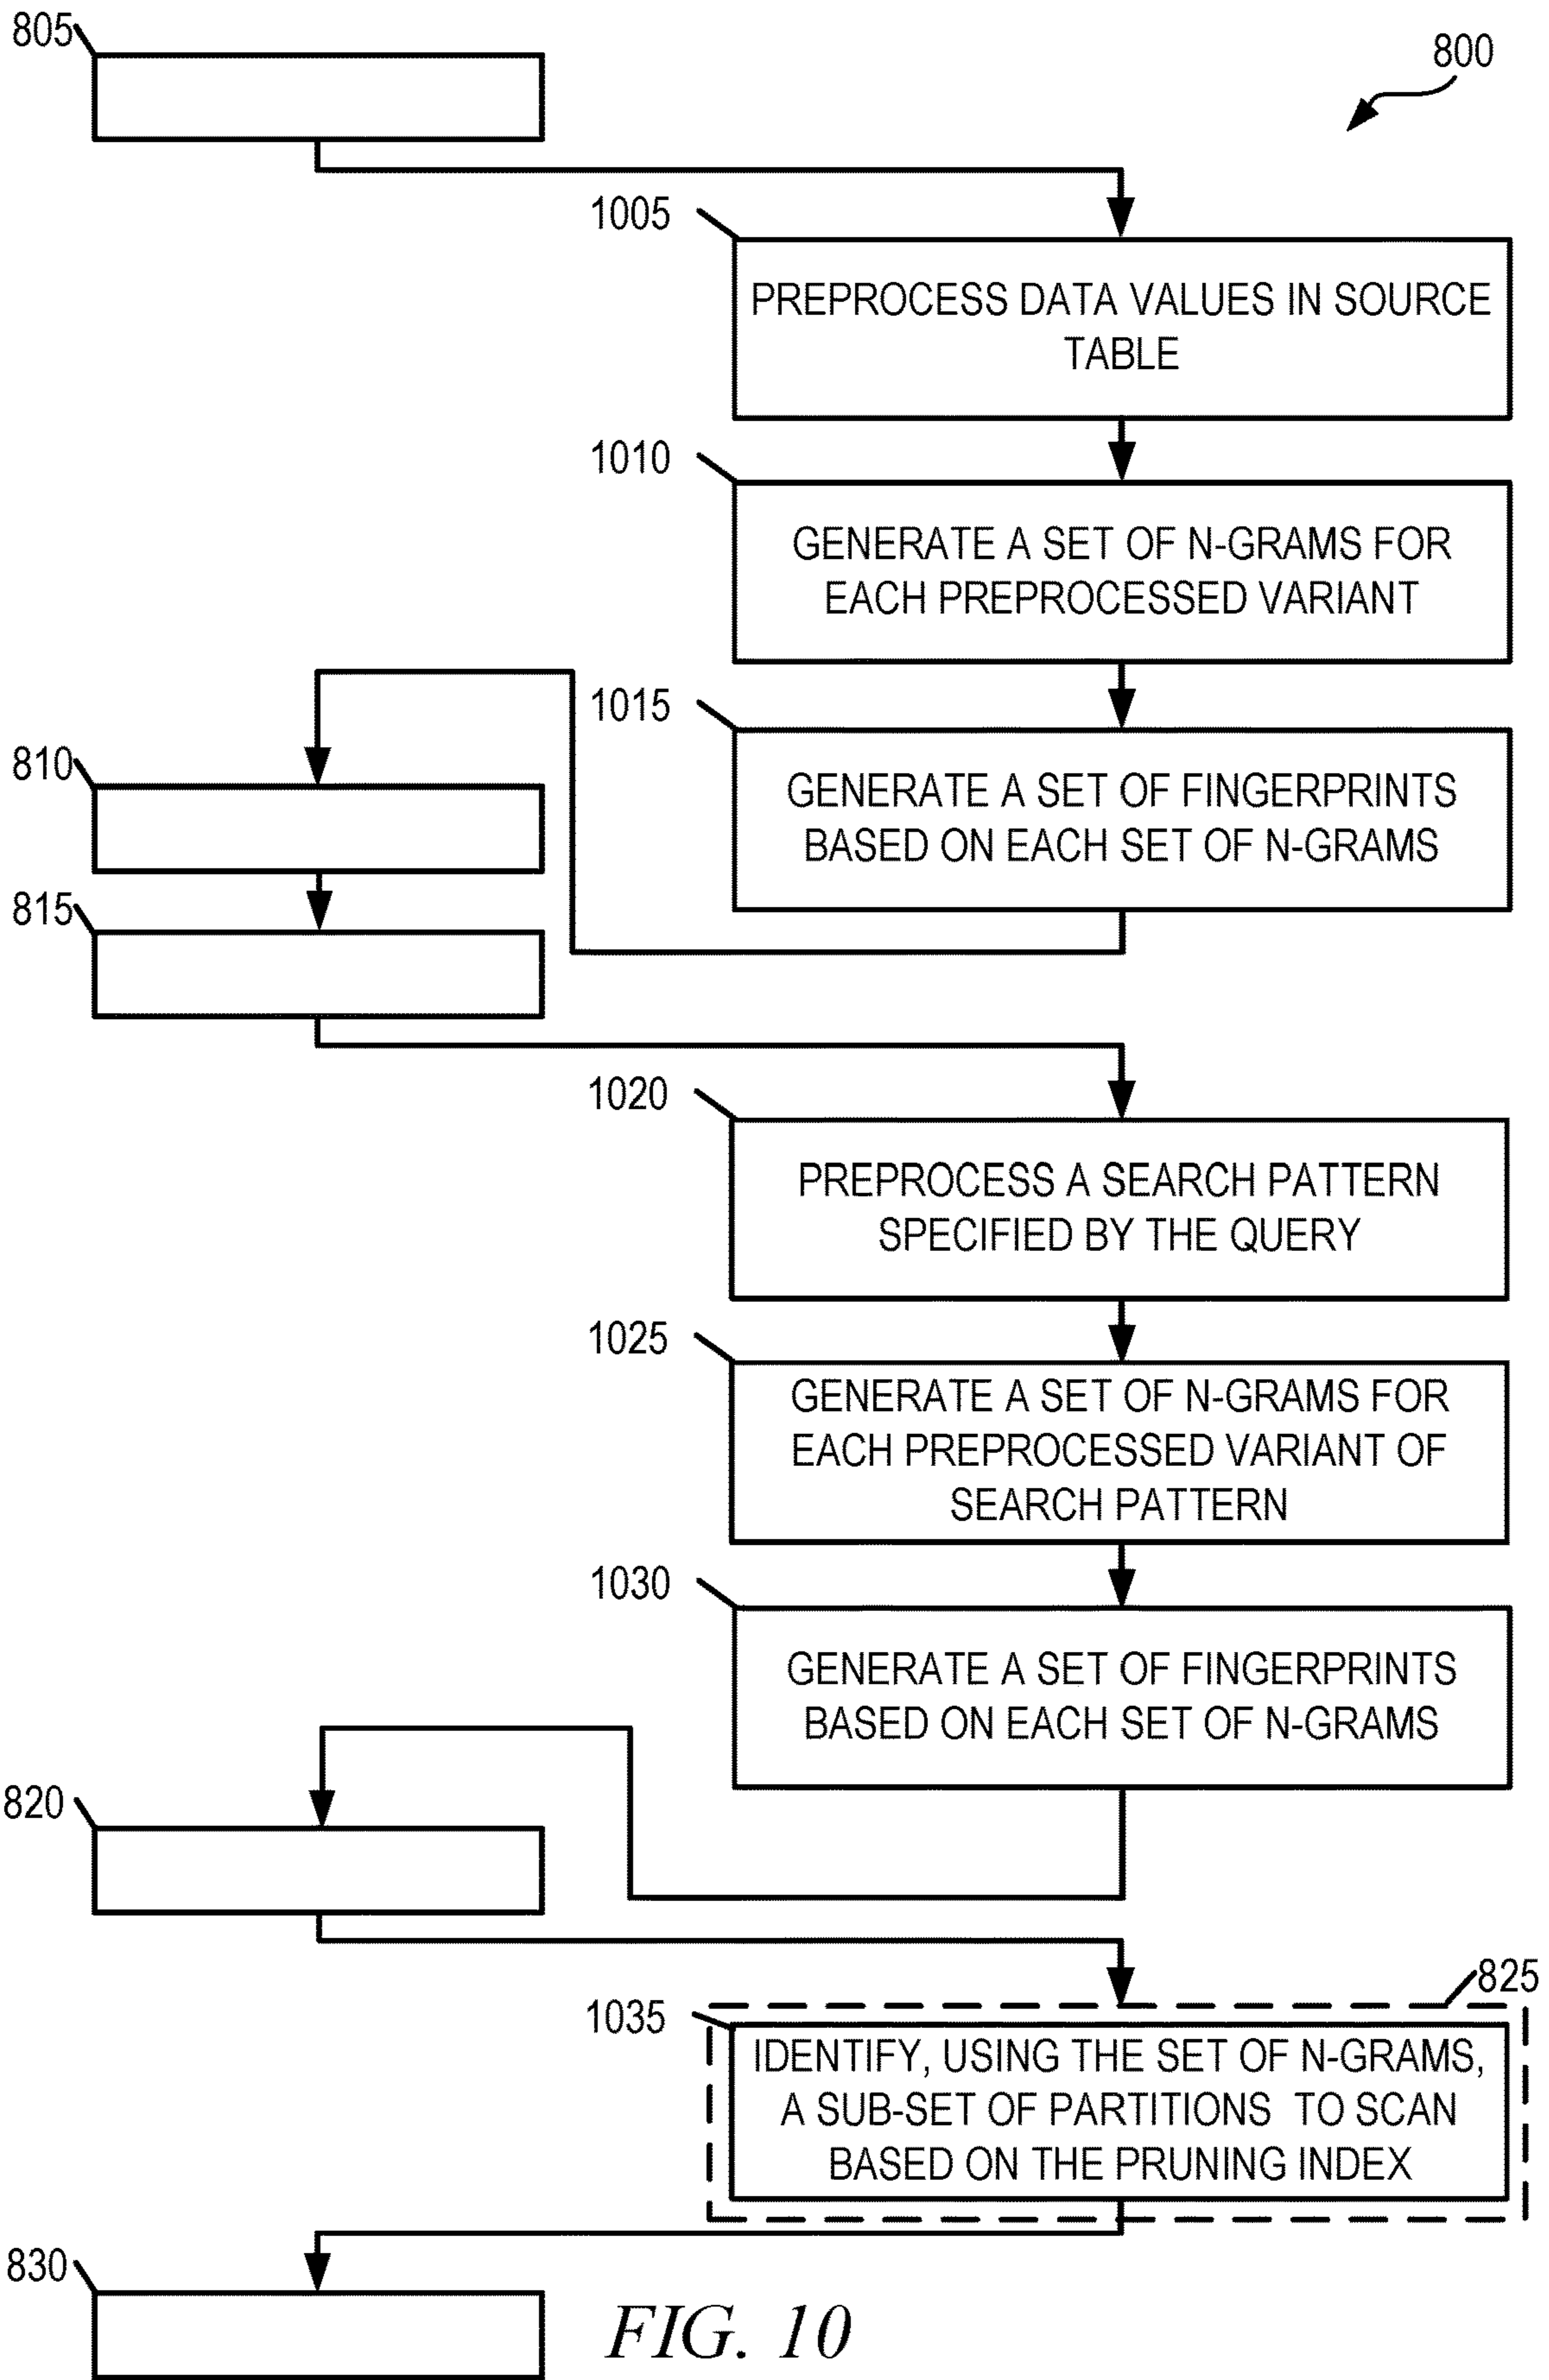 805
800
1005
PREPROCESS DATA VALUES IN SOURCE
TABLE
1010
GENERATE A SET OF N-GRAMS FOR
EACH PREPROCESSED VARIANT
1015
GENERATE A SET OF FINGERPRINTS
BASED ON EACH SET OF N-GRAMS
810
815
1020
PREPROCESS A SEARCH PATTERN
SPECIFIED BY THE QUERY
1025
GENERATE A SET OF N-GRAMS FOR
EACH PREPROCESSED VARIANT OF
SEARCH PATTERN
1030
GENERATE A SET OF FINGERPRINTS
BASED ON EACH SET OF N-GRAMS
820
825
1035
IDENTIFY, USING THE SET OF N-GRAMS,
A SUB-SET OF PARTITIONS TO SCAN
BASED ON THE PRUNING INDEX
830
FIG. 10